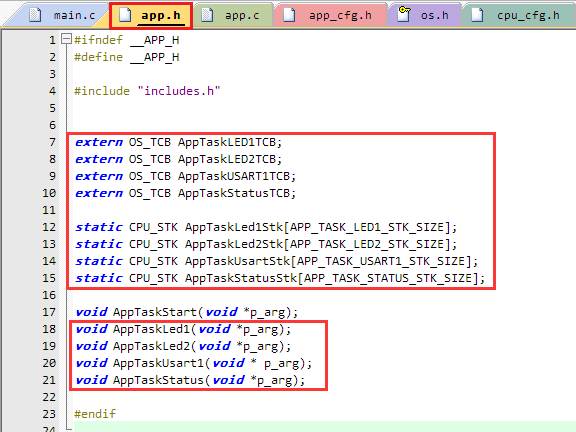 main.c app.h app.c app_cfg.h os.h cpu_cfg.h
1 #ifndef __APP_H
2 #define __APP_H
3
4 #include "includes.h"
5
6
7 extern OS_TCB AppTaskLED1TCB;
8 extern OS_TCB AppTaskLED2TCB;
9 extern OS_TCB AppTaskUSART1TCB;
10 extern OS_TCB AppTaskStatusTCB;
11
12 static CPU_STK AppTaskLed1Stk[APP_TASK_LED1_STK_SIZE];
13 static CPU_STK AppTaskLed2Stk[APP_TASK_LED2_STK_SIZE];
14 static CPU_STK AppTaskUsartStk[APP_TASK_USART1_STK_SIZE];
15 static CPU_STK AppTaskStatusStk[APP_TASK_STATUS_STK_SIZE];
16
17 void AppTaskStart(void *p_arg);
18 void AppTaskLed1(void *p_arg);
19 void AppTaskLed2(void *p_arg);
20 void AppTaskUsart1(void * p_arg);
21 void AppTaskStatus(void *p_arg);
22
23 #endif
24